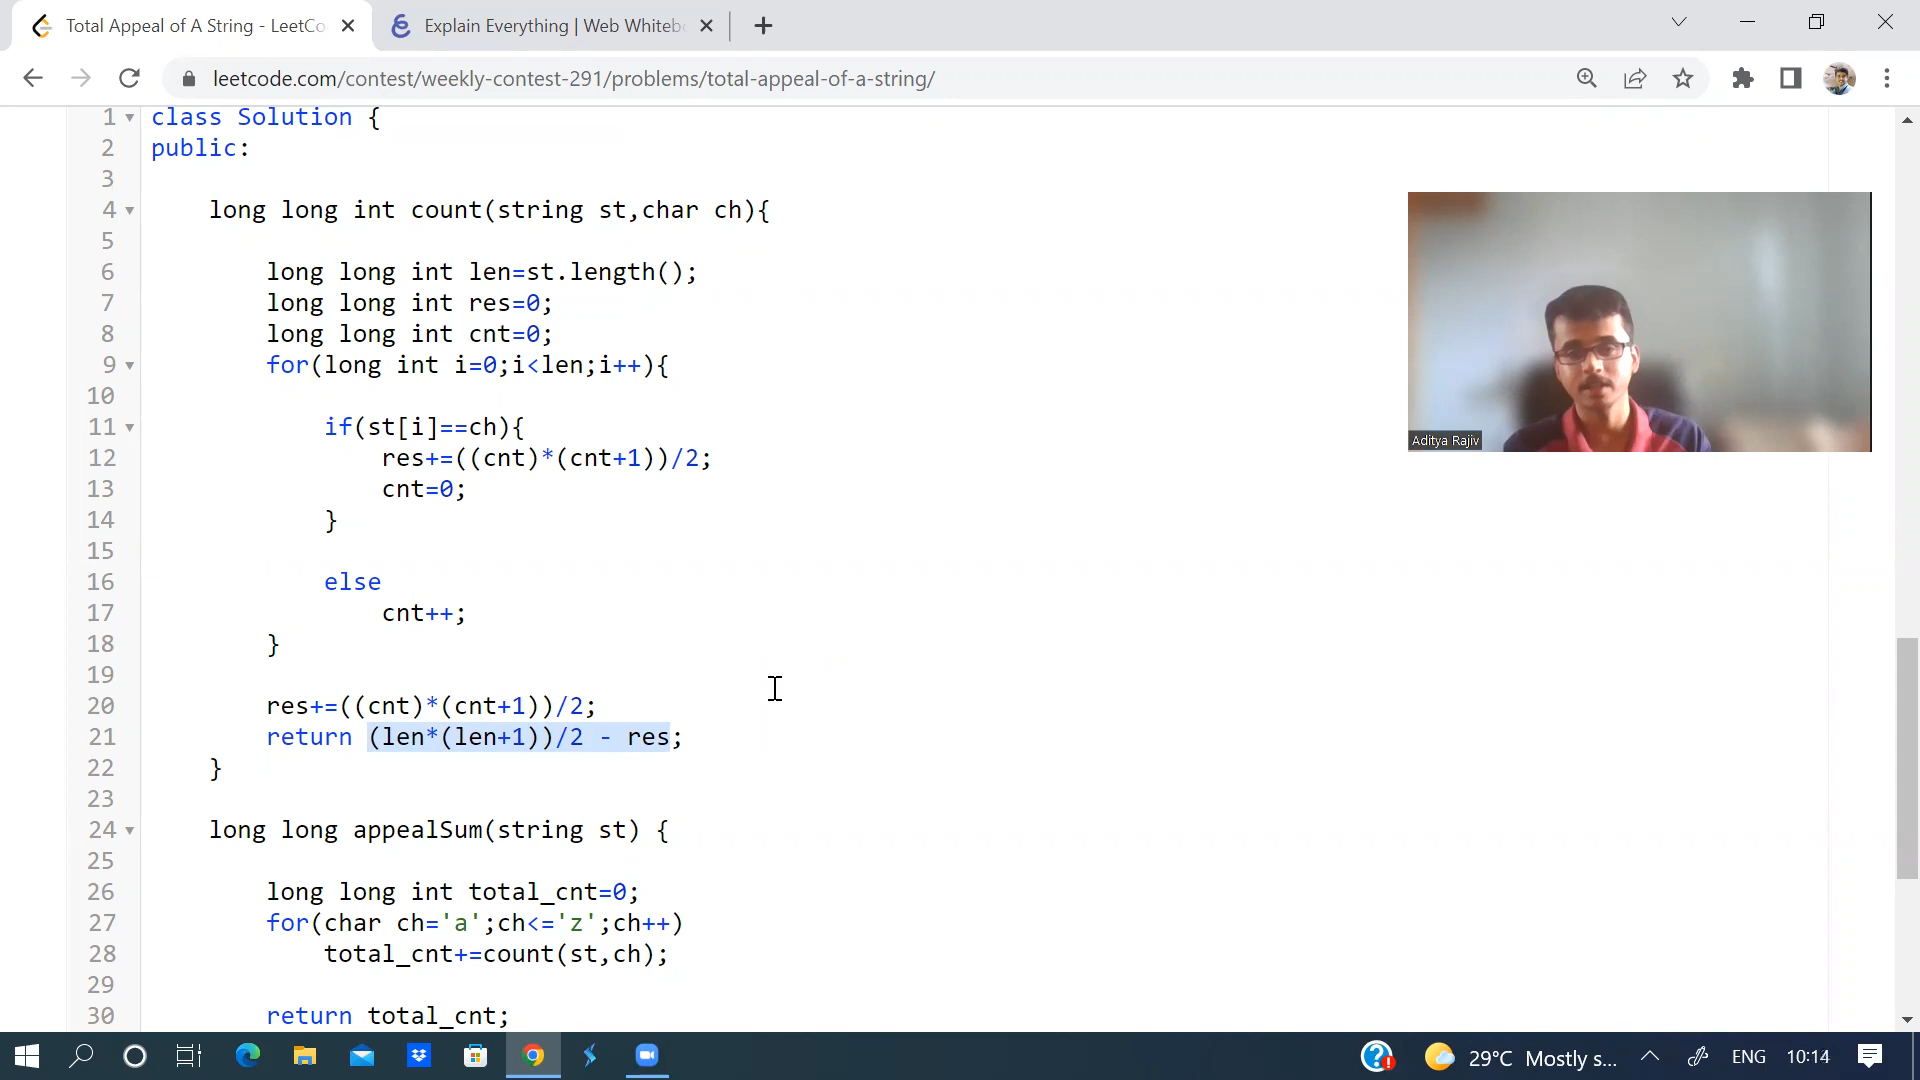 Total Appeal of A String - LeetCo
Explain Everything | Web Whitebo
leetcode.com/contest/weekly-contest-291/problems/total-appeal-of-a-string/
1 class Solution {
2 public:
3
4 long long int count(string st,char ch){
5
6 long long int len=st.length();
7 long long int res=0;
8 long long int cnt=0;
9 for(long int i=0;i<len;i++){
10
11 if(st[i]==ch){
12 res+=((cnt)*(cnt+1))/2;
13 cnt=0;
14 }
15
16 else
17 cnt++;
18 }
19
20 res+=((cnt)*(cnt+1))/2;
21 return (len*(len+1))/2 - res;
22 }
23
24 long long appealSum(string st) {
25
26 long long int total_cnt=0;
27 for(char ch='a';ch<='z';ch++)
28 total_cnt+=count(st,ch);
29
30 return total_cnt;
Aditya Rajiv
29°C Mostly s...
ENG
10:14